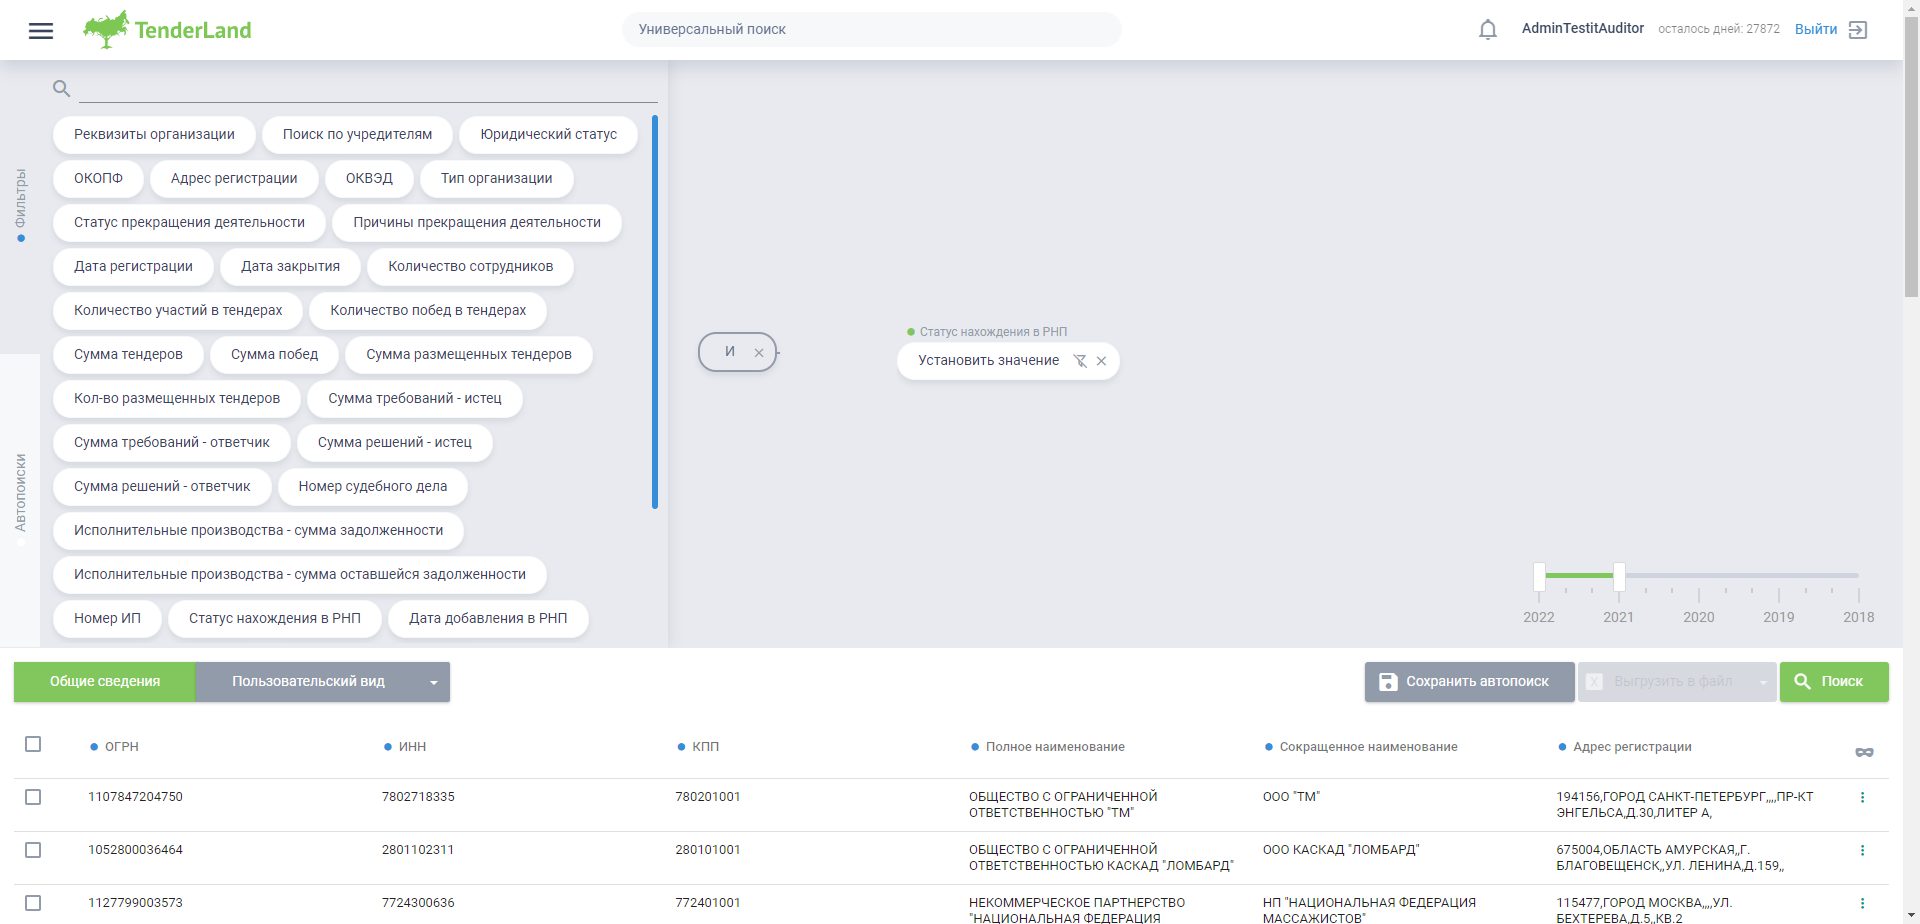 TenderLand
Универсальный поиск
AdminTestitAuditor
осталось дней: 27872
Выйти
Фильтры
Автопоиски
Реквизиты организации
Поиск по учредителям
Юридический статус
ОКОПФ
Адрес регистрации
ОКВЭД
Тип организации
Статус прекращения деятельности
Причины прекращения деятельности
Дата регистрации
Дата закрытия
Количество сотрудников
Количество участий в тендерах
Количество побед в тендерах
Сумма тендеров
Сумма побед
Сумма размещенных тендеров
Кол-во размещенных тендеров
Сумма требований - истец
Сумма требований - ответчик
Сумма решений - истец
Сумма решений - ответчик
Номер судебного дела
Исполнительные производства - сумма задолженности
Исполнительные производства - сумма оставшейся задолженности
Номер ИП
Статус нахождения в РНП
Дата добавления в РНП
И
Статус нахождения в РНП
Установить значение
2022
2021
2020
2019
2018
Общие сведения
Пользовательский вид
Сохранить автопоиск
Выгрузить в файл
Поиск
ОГРН
ИНН
КПП
Полное наименование
Сокращенное наименование
Адрес регистрации
1107847204750
7802718335
780201001
ОБЩЕСТВО С ОГРАНИЧЕННОЙ
ОТВЕТСТВЕННОСТЬЮ "ТМ"
ООО "ТМ"
194156,ГОРОД САНКТ-ПЕТЕРБУРГ,,,,ПР-КТ
ЭНГЕЛЬСА,Д.30,ЛИТЕР А,
1052800036464
2801102311
280101001
ОБЩЕСТВО С ОГРАНИЧЕННОЙ
ОТВЕТСТВЕННОСТЬЮ КАСКАД "ЛОМБАРД"
ООО КАСКАД "ЛОМБАРД"
675004,ОБЛАСТЬ АМУРСКАЯ,,Г.
БЛАГОВЕЩЕНСК,,УЛ. ЛЕНИНА,Д.159,,
1127799003573
7724300636
772401001
НЕКОММЕРЧЕСКОЕ ПАРТНЕРСТВО
"НАЦИОНАЛЬНАЯ ФЕДЕРАЦИЯ
НП "НАЦИОНАЛЬНАЯ ФЕДЕРАЦИЯ
МАССАЖИСТОВ"
115477,ГОРОД МОСКВА,,,,УЛ.
БЕХТЕРЕВА,Д.5,,КВ.2